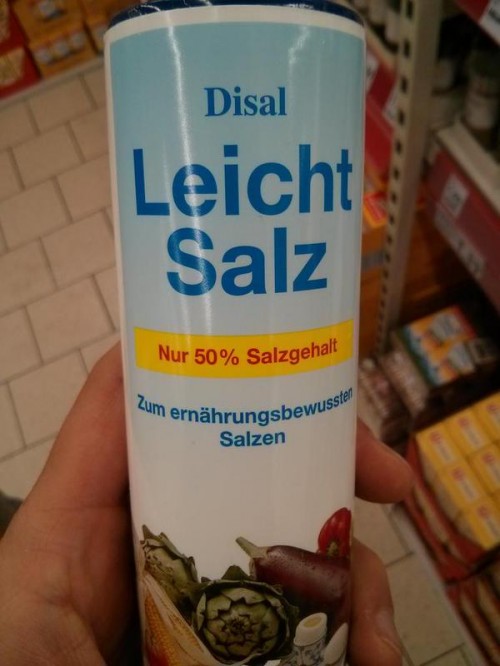 Disal
Leicht
Salz
Nur 50% Salzgehalt
Zum ernährungsbewussten
Salzen